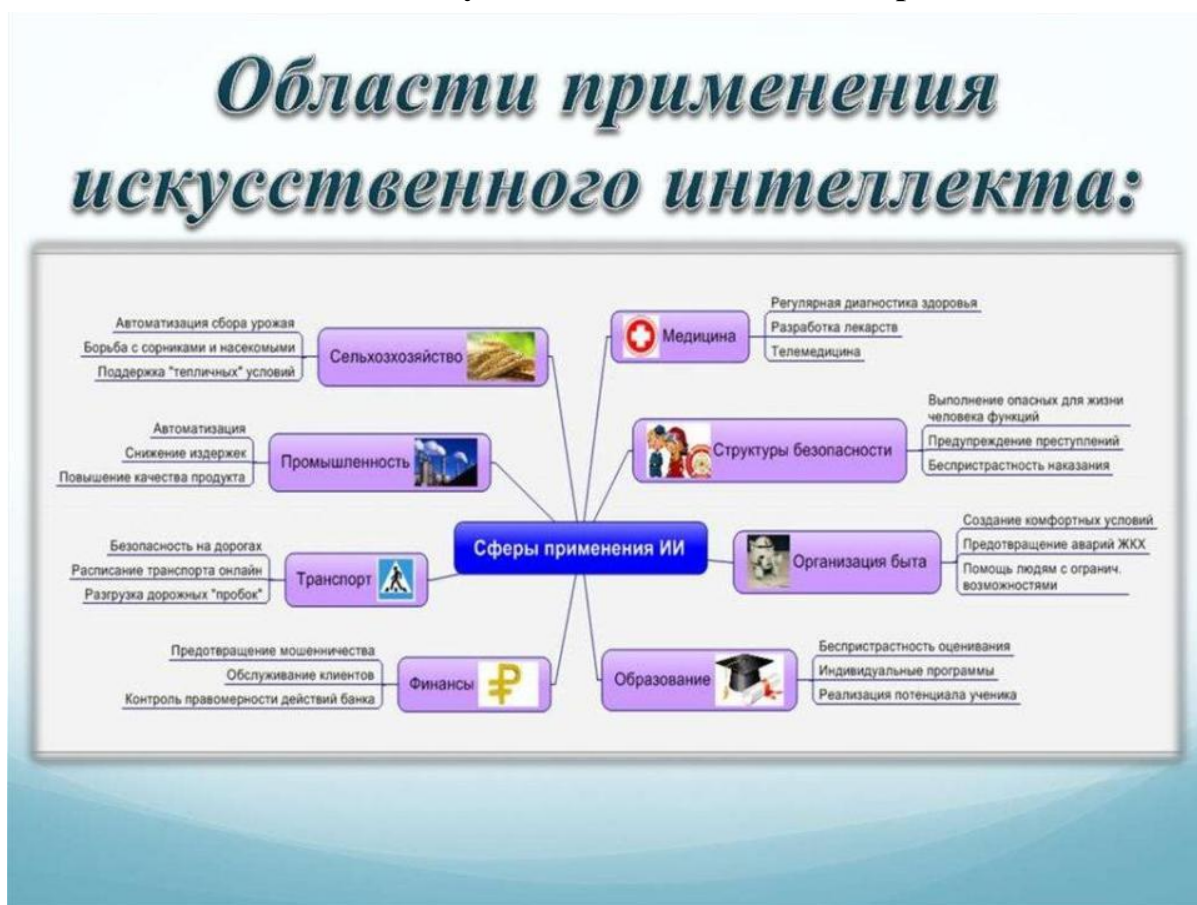 Области применения
искусственного интеллекта:
Автоматизация сбора урожая
Борьба с сорниками и насекомыми
Поддержка "тепличных" условий
Сельхозхозяйство
Автоматизация
Снижение издержек
Повышение качества продукта
Промышленность
Безопасность на дорогах
Расписание транспорта онлайн
Разгрузка дорожных "пробок"
Транспорт
Предотвращение мошенничества
Обслуживание клиентов
Контроль правомерности действий банка
Финансы
Сферы применения ИИ
Медицина
Регулярная диагностика здоровья
Разработка лекарств
Телемедицина
Структуры безопасности
Выполнение опасных для жизни
человека функций
Предупреждение преступлений
Беспристрастность наказания
Организация быта
Создание комфортных условий
Предотвращение аварий ЖКХ
Помощь людям с огранич.
возможностями
Образование
Беспристрастность оценивания
Индивидуальные программы
Реализация потенциала ученика